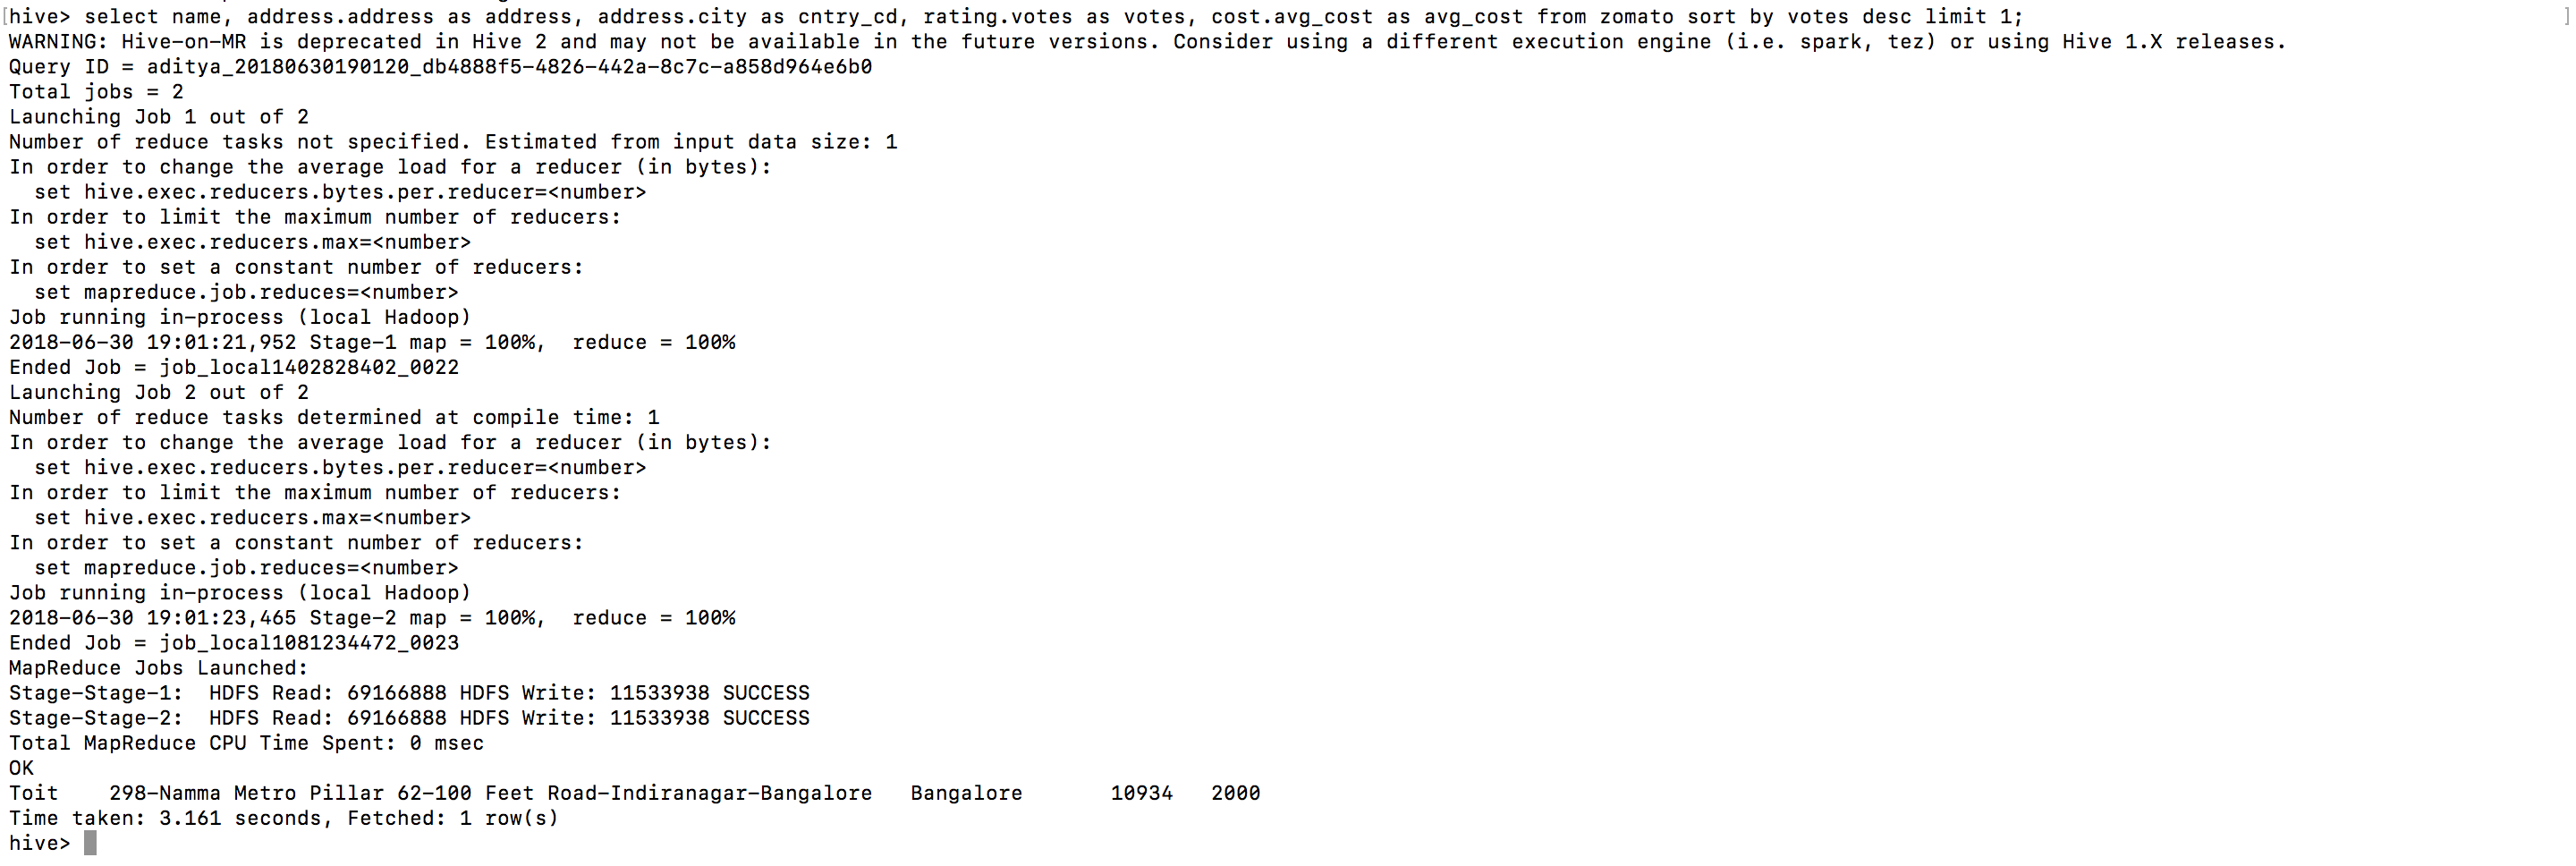 [hive> select name, address.address as address, address.city as cntry_cd, rating.votes as votes, cost.avg_cost as avg_cost from zomato sort by votes desc limit 1; ]
WARNING: Hive-on-MR is deprecated in Hive 2 and may not be available in the future versions. Consider using a different execution engine (i.e. spark, tez) or using Hive 1.X releases.
Query ID = aditya_20180630190120_db4888f5-4826-442a-8c7c-a858d964e6b0
Total jobs = 2
Launching Job 1 out of 2
Number of reduce tasks not specified. Estimated from input data size: 1
In order to change the average load for a reducer (in bytes):
  set hive.exec.reducers.bytes.per.reducer=<number>
In order to limit the maximum number of reducers:
  set hive.exec.reducers.max=<number>
In order to set a constant number of reducers:
  set mapreduce.job.reduces=<number>
Job running in-process (local Hadoop)
2018-06-30 19:01:21,952 Stage-1 map = 100%,  reduce = 100%
Ended Job = job_local1402828402_0022
Launching Job 2 out of 2
Number of reduce tasks determined at compile time: 1
In order to change the average load for a reducer (in bytes):
  set hive.exec.reducers.bytes.per.reducer=<number>
In order to limit the maximum number of reducers:
  set hive.exec.reducers.max=<number>
In order to set a constant number of reducers:
  set mapreduce.job.reduces=<number>
Job running in-process (local Hadoop)
2018-06-30 19:01:23,465 Stage-2 map = 100%,  reduce = 100%
Ended Job = job_local1081234472_0023
MapReduce Jobs Launched:
Stage-Stage-1:  HDFS Read: 69166888 HDFS Write: 11533938 SUCCESS
Stage-Stage-2:  HDFS Read: 69166888 HDFS Write: 11533938 SUCCESS
Total MapReduce CPU Time Spent: 0 msec
OK
Toit    298-Namma Metro Pillar 62-100 Feet Road-Indiranagar-Bangalore   Bangalore       10934   2000
Time taken: 3.161 seconds, Fetched: 1 row(s)
hive>